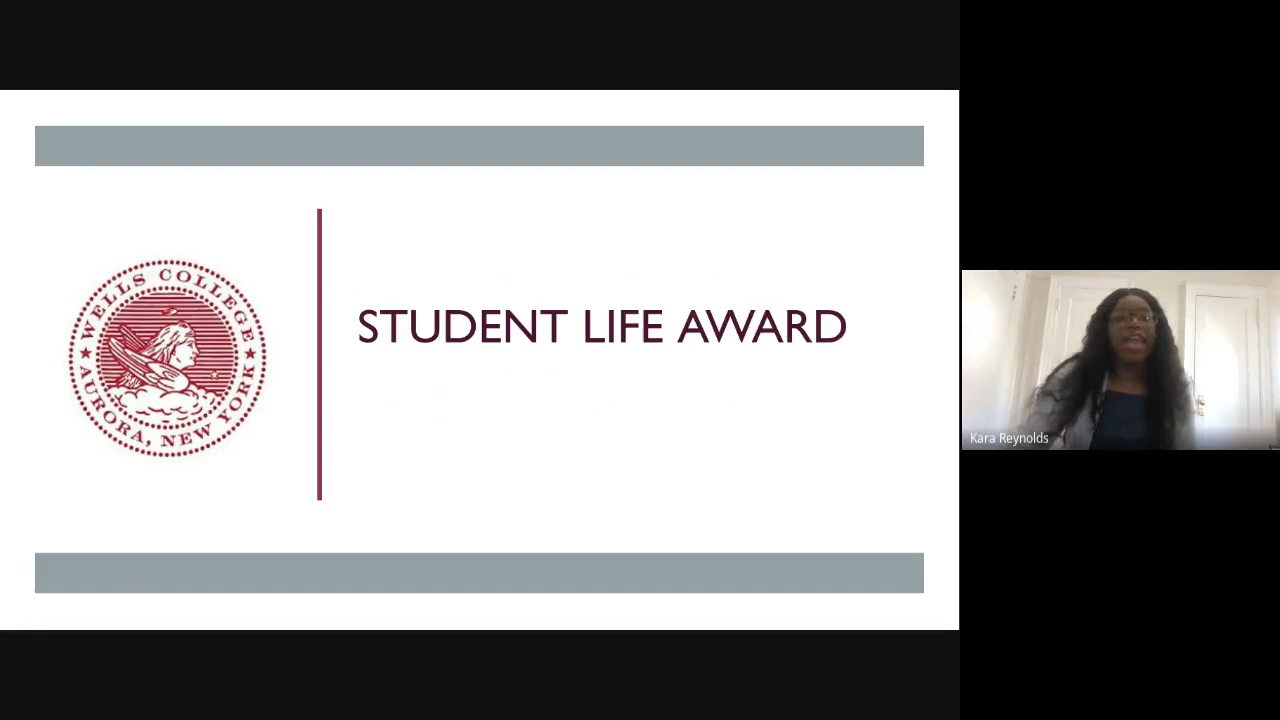 WELLS COLLEGE
AURORA, NEW YORK
STUDENT LIFE AWARD
Kara Reynolds